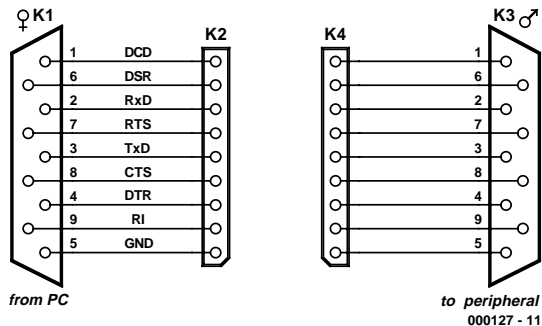 ♀ K1
K2
K4
K3 ♂
1 DCD
6 DSR
2 RxD
7 RTS
3 TxD
8 CTS
4 DTR
9 RI
5 GND
1
6
2
7
3
8
4
9
5
from PC
to peripheral
000127 - 11